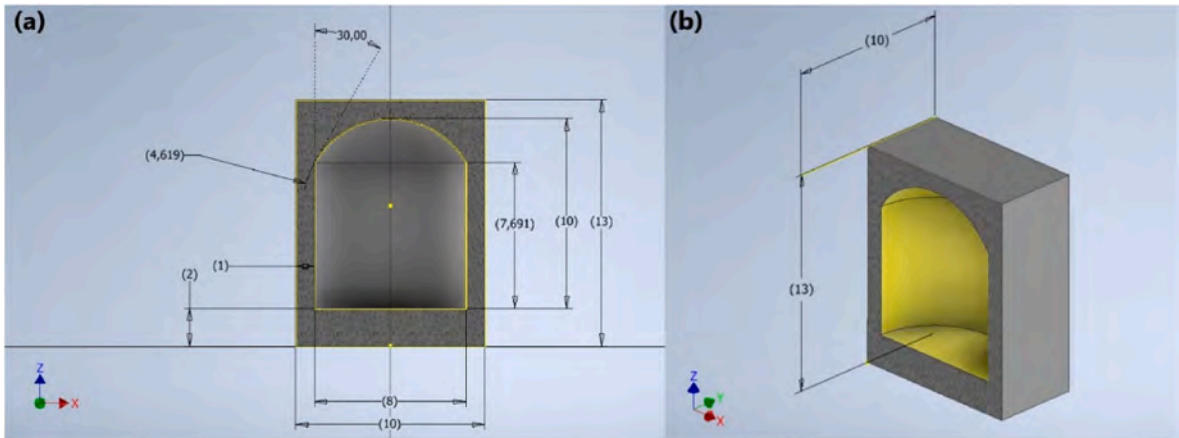 (a)
30,00
(4,619)
(7,691)
(10)
(13)
(1)
(2)
(8)
(10)
Z
X
(b)
(10)
(13)
Z
Y
X